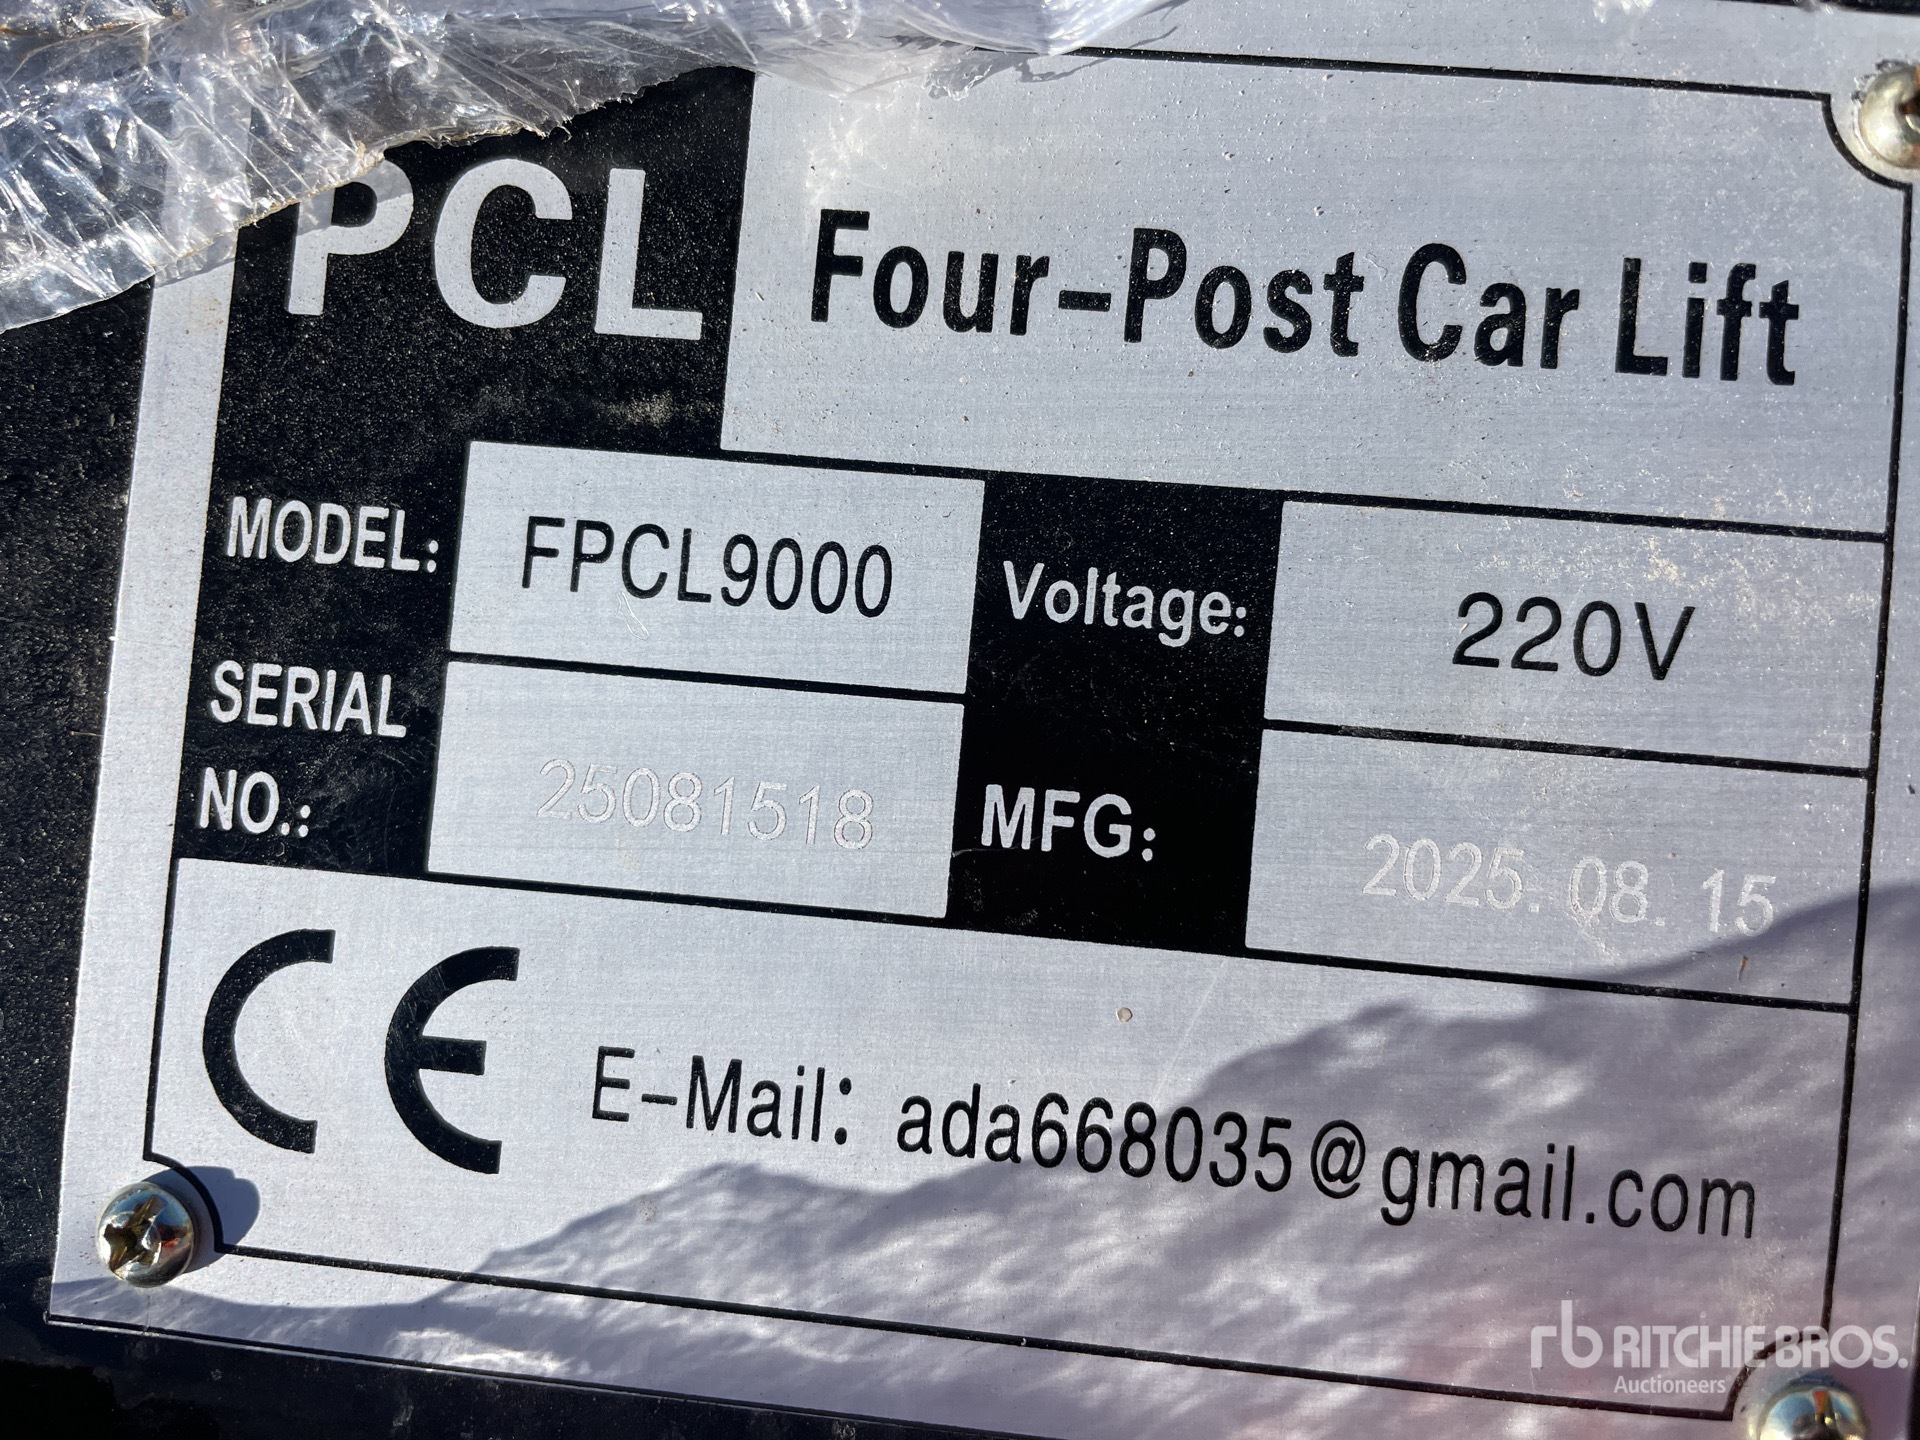 PCL
Four-Post Car Lift
MODEL: FPCL9000 Voltage: 220V
SERIAL NO.: 25081518 MFG: 2025.08.15
CE E-Mail: ada668035@gmail.com
rb RITCHIE BROS.
Auctioneers